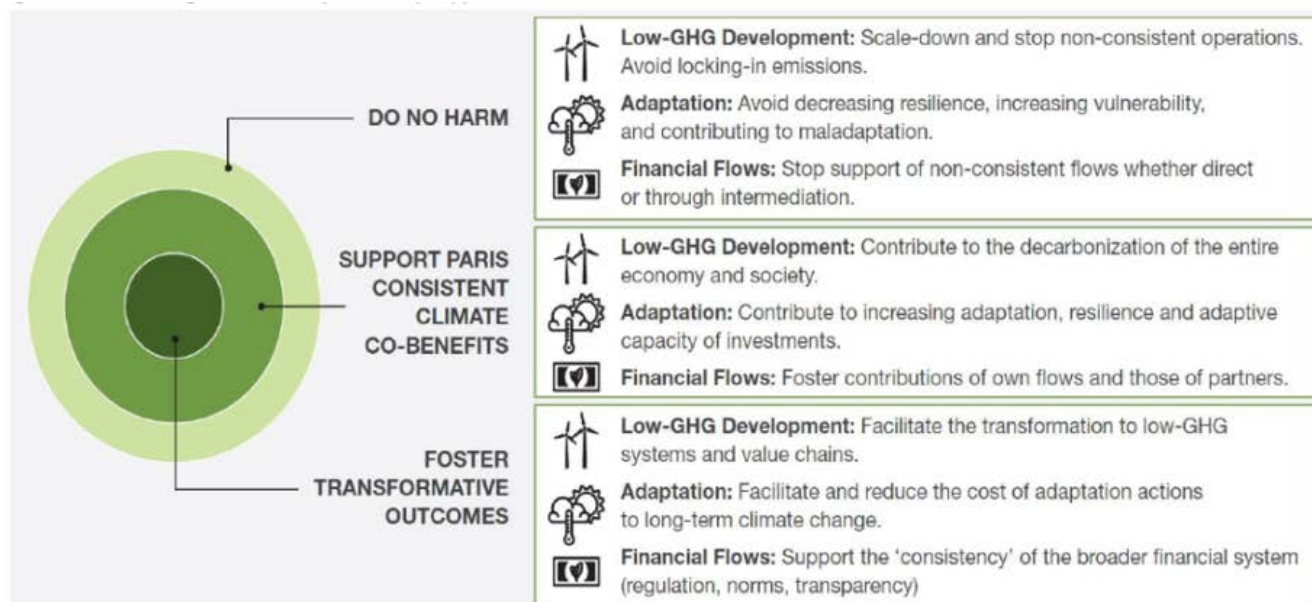 DO NO HARM
Low-GHG Development: Scale-down and stop non-consistent operations.
Avoid locking-in emissions.
Adaptation: Avoid decreasing resilience, increasing vulnerability,
and contributing to maladaptation.
Financial Flows: Stop support of non-consistent flows whether direct
or through intermediation.
SUPPORT PARIS
CONSISTENT
CLIMATE
CO-BENEFITS
Low-GHG Development: Contribute to the decarbonization of the entire
economy and society.
Adaptation: Contribute to increasing adaptation, resilience and adaptive
capacity of investments.
Financial Flows: Foster contributions of own flows and those of partners.
FOSTER
TRANSFORMATIVE
OUTCOMES
Low-GHG Development: Facilitate the transformation to low-GHG
systems and value chains.
Adaptation: Facilitate and reduce the cost of adaptation actions
to long-term climate change.
Financial Flows: Support the ‘consistency’ of the broader financial system
(regulation, norms, transparency)